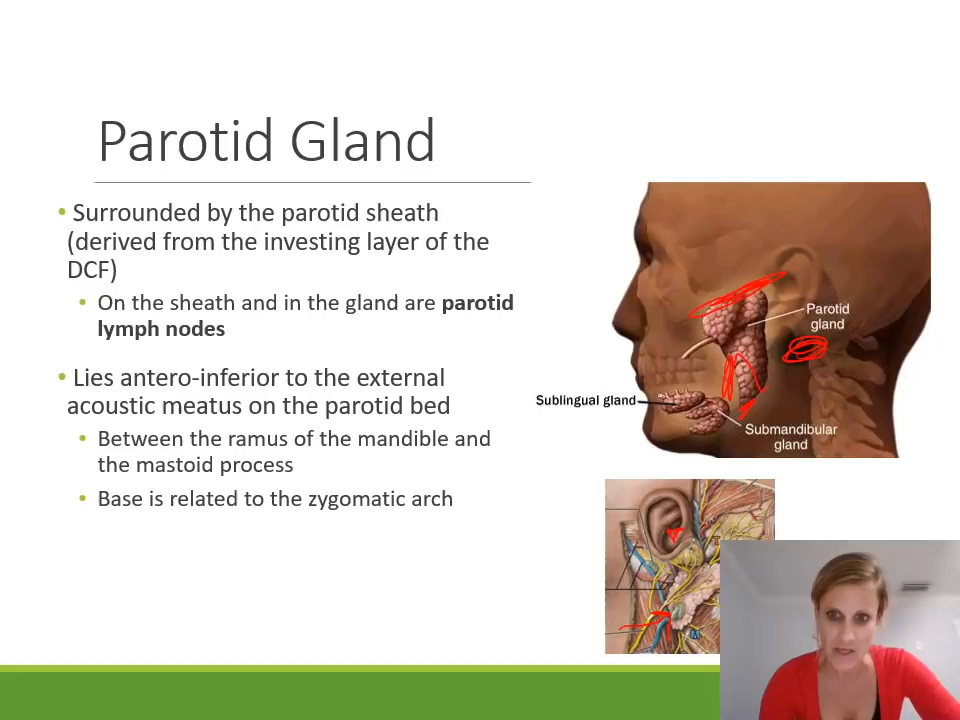 Parotid Gland
• Surrounded by the parotid sheath
(derived from the investing layer of the
DCF)
• On the sheath and in the gland are parotid
lymph nodes
• Lies antero-inferior to the external
acoustic meatus on the parotid bed
• Between the ramus of the mandible and
the mastoid process
• Base is related to the zygomatic arch
Parotid
gland
Sublingual gland
Submandibular
gland
T
M